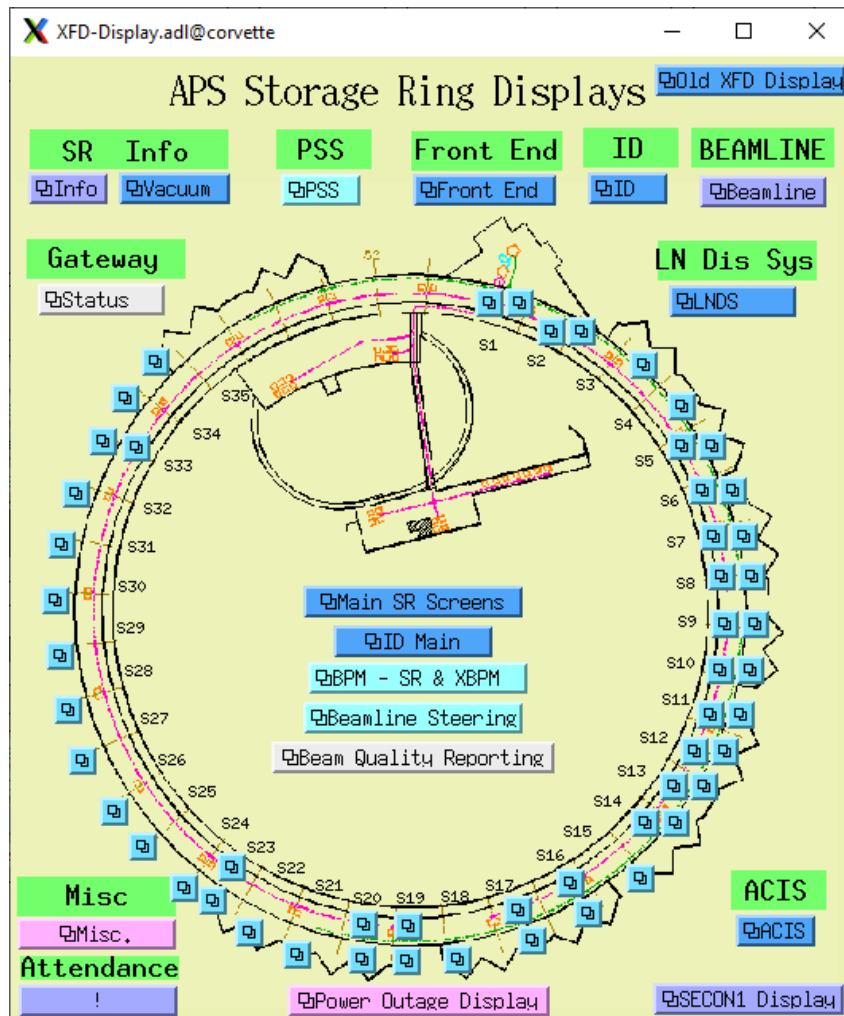 XFD-Display.adl@corvette
APS Storage Ring Displays
Old XFD Display
SR Info
PSS
Front End
ID
BEAMLINE
Info
Vacuum
PSS
Front End
ID
Beamline
Gateway
Status
LN Dis Sys
LNDS
S1
S2
S3
S4
S5
S6
S7
S8
S9
S10
S11
S12
S13
S14
S15
S16
S17
S18
S19
S20
S21
S22
S23
S24
S25
S26
S27
S28
S29
S30
S31
S32
S33
S34
S35
Main SR Screens
ID Main
BPM - SR & XBPM
Beamline Steering
Beam Quality Reporting
Misc
Misc.
Attendance
!
ACIS
ACIS
Power Outage Display
SECON1 Display